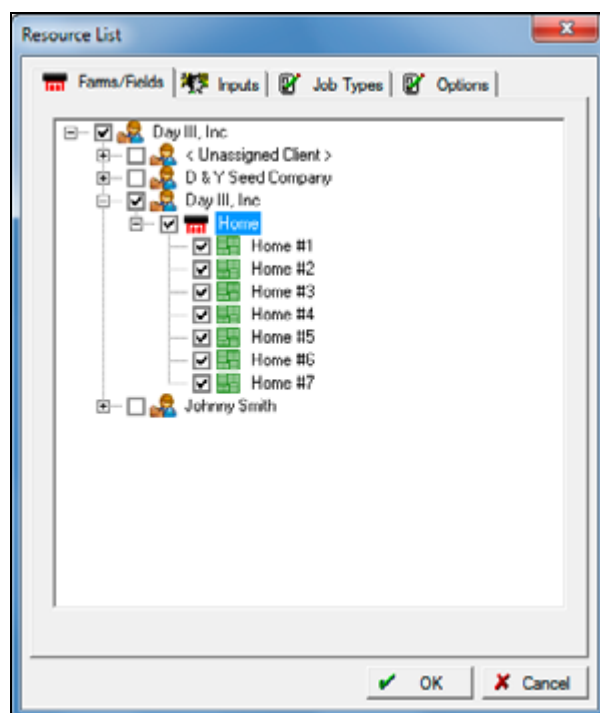 Resource List
Farms/Fields Inputs Job Types Options
Day III, Inc
< Unassigned Client >
D & Y Seed Company
Day III, Inc
Home
Home #1
Home #2
Home #3
Home #4
Home #5
Home #6
Home #7
Johnny Smith
OK Cancel